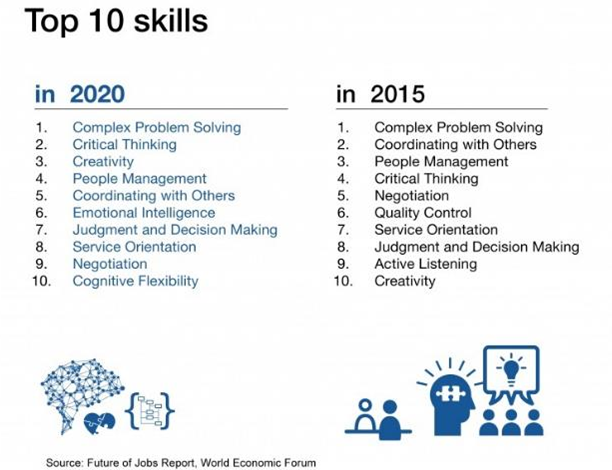 Top 10 skills
in 2020
1. Complex Problem Solving
2. Critical Thinking
3. Creativity
4. People Management
5. Coordinating with Others
6. Emotional Intelligence
7. Judgment and Decision Making
8. Service Orientation
9. Negotiation
10. Cognitive Flexibility
in 2015
1. Complex Problem Solving
2. Coordinating with Others
3. People Management
4. Critical Thinking
5. Negotiation
6. Quality Control
7. Service Orientation
8. Judgment and Decision Making
9. Active Listening
10. Creativity
Source: Future of Jobs Report, World Economic Forum